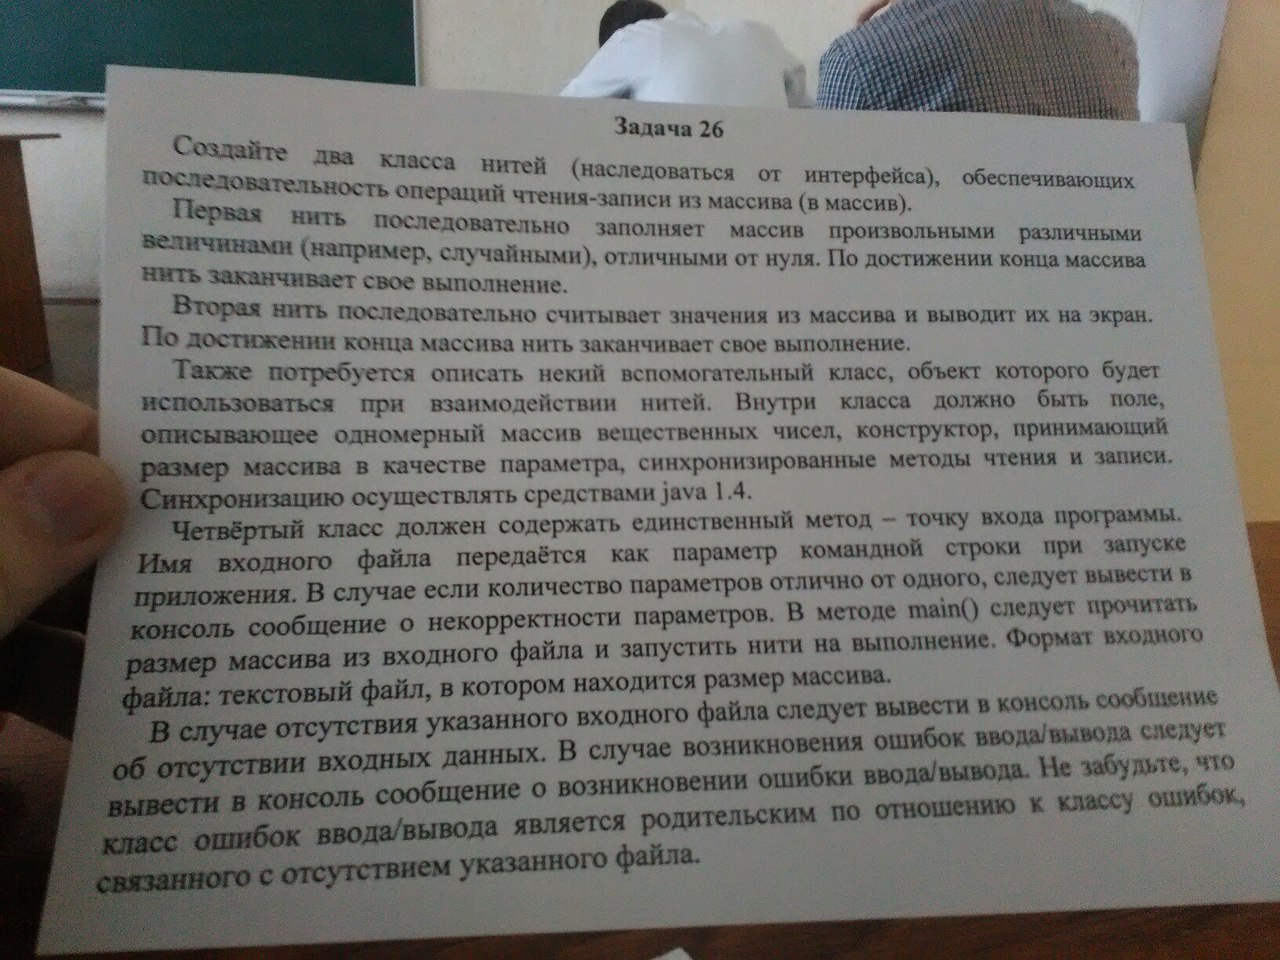 Задача 26
Создайте два класса нитей (наследоваться от интерфейса), обеспечивающих
последовательность операций чтения-записи из массива (в массив).
Первая нить последовательно заполняет массив произвольными различными
величинами (например, случайными), отличными от нуля. По достижении конца массива
нить заканчивает свое выполнение.
Вторая нить последовательно считывает значения из массива и выводит их на экран.
По достижении конца массива нить заканчивает свое выполнение.
Также потребуется описать некий вспомогательный класс, объект которого будет
использоваться при взаимодействии нитей. Внутри класса должно быть поле,
описывающее одномерный массив вещественных чисел, конструктор, принимающий
размер массива в качестве параметра, синхронизированные методы чтения и записи.
Синхронизацию осуществлять средствами java 1.4.
Четвёртый класс должен содержать единственный метод – точку входа программы.
Имя входного файла передаётся как параметр командной строки при запуске
приложения. В случае если количество параметров отлично от одного, следует вывести в
консоль сообщение о некорректности параметров. В методе main() следует прочитать
размер массива из входного файла и запустить нити на выполнение. Формат входного
файла: текстовый файл, в котором находится размер массива.
В случае отсутствия указанного входного файла следует вывести в консоль сообщение
об отсутствии входных данных. В случае возникновения ошибок ввода/вывода следует
вывести в консоль сообщение о возникновении ошибки ввода/вывода. Не забудьте, что
класс ошибок ввода/вывода является родительским по отношению к классу ошибок,
связанного с отсутствием указанного файла.